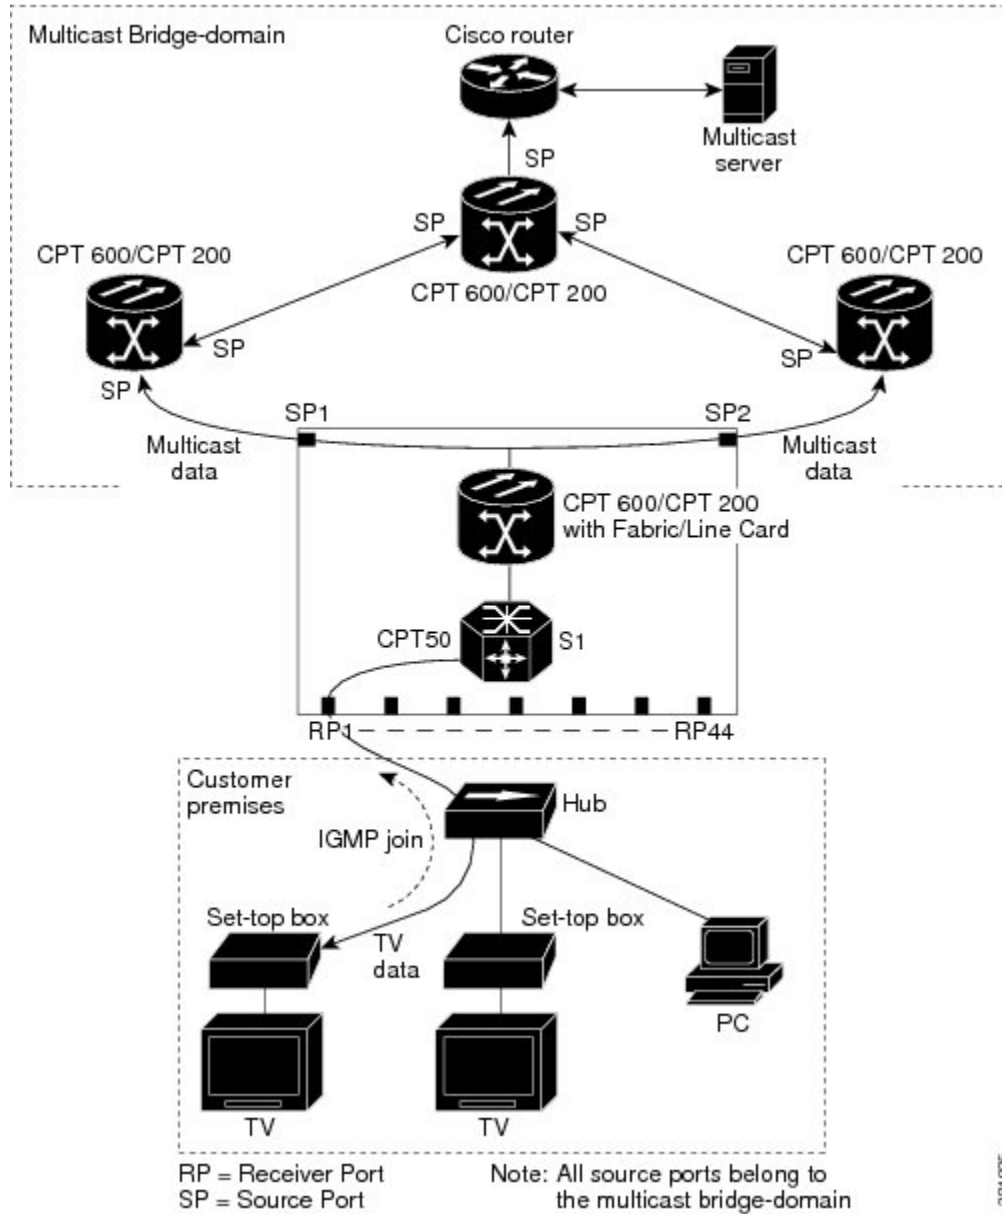 Multicast Bridge-domain
Cisco router
Multicast
server
SP
SP
SP
CPT 600/CPT 200
CPT 600/CPT 200
CPT 600/CPT 200
SP
SP
SP
SP1
SP2
Multicast
data
Multicast
data
CPT 600/CPT 200
with Fabric/Line Card
CPT50
S1
RP1
RP44
Customer
premises
Hub
IGMP join
Set-top box
Set-top box
TV
data
PC
TV
TV
RP = Receiver Port
SP = Source Port
Note: All source ports belong to
the multicast bridge-domain